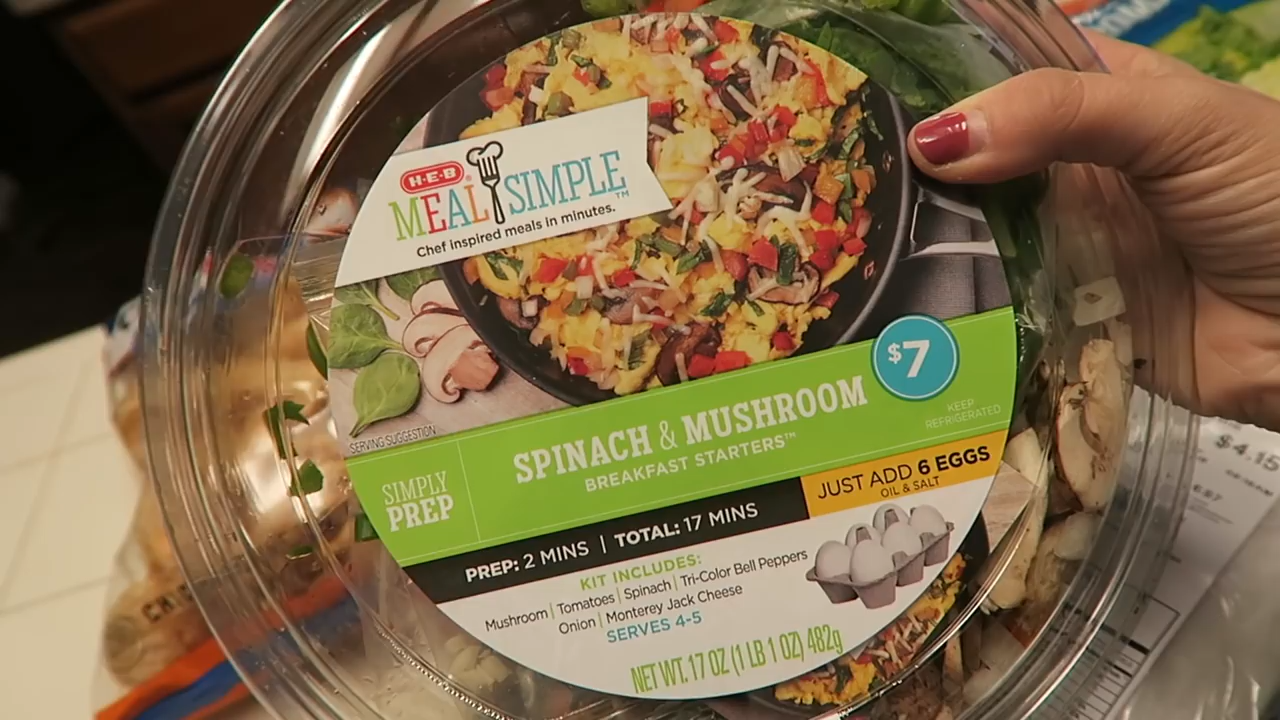 H-E-B
MEAL SIMPLE™
Chef inspired meals in minutes.
$7
SERVING SUGGESTION
SIMPLY
PREP
SPINACH & MUSHROOM
BREAKFAST STARTERS™
KEEP
REFRIGERATED
PREP: 2 MINS | TOTAL: 17 MINS
JUST ADD 6 EGGS
OIL & SALT
KIT INCLUDES:
Mushroom | Tomatoes | Spinach | Tri-Color Bell Peppers
Onion | Monterey Jack Cheese
SERVES 4-5
NET WT. 17 OZ (1 LB 1 OZ) 482g
$4.15